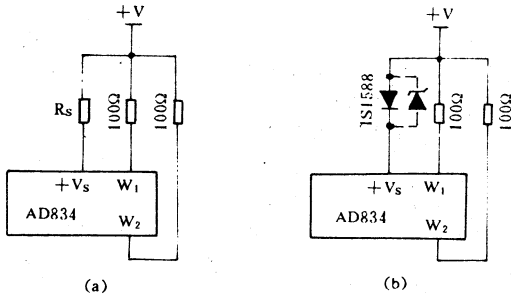 +V
Rs
100Ω
100Ω
+Vs
W1
AD834
W2
(a)
+V
1S1588
100Ω
100Ω
+Vs
W1
AD834
W2
(b)